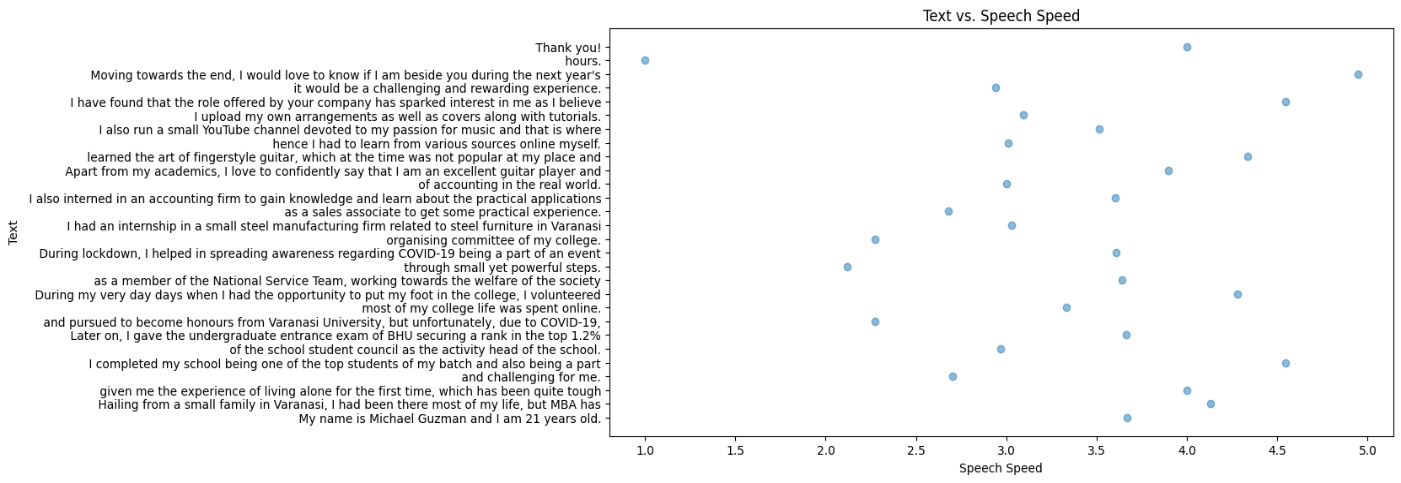 Text vs. Speech Speed
Thank you!
hours.
Moving towards the end, I would love to know if I am beside you during the next year's
it would be a challenging and rewarding experience.
I have found that the role offered by your company has sparked interest in me as I believe
I upload my own arrangements as well as covers along with tutorials.
I also run a small YouTube channel devoted to my passion for music and that is where
hence I had to learn from various sources online myself.
learned the art of fingerstyle guitar, which at the time was not popular at my place and
Apart from my academics, I love to confidently say that I am an excellent guitar player and
of accounting in the real world.
I also interned in an accounting firm to gain knowledge and learn about the practical applications
as a sales associate to get some practical experience.
I had an internship in a small steel manufacturing firm related to steel furniture in Varanasi
organising committee of my college.
During lockdown, I helped in spreading awareness regarding COVID-19 being a part of an event
through small yet powerful steps.
as a member of the National Service Team, working towards the welfare of the society
During my very day days when I had the opportunity to put my foot in the college, I volunteered
most of my college life was spent online.
and pursued to become honours from Varanasi University, but unfortunately, due to COVID-19,
Later on, I gave the undergraduate entrance exam of BHU securing a rank in the top 1.2%
of the school student council as the activity head of the school.
I completed my school being one of the top students of my batch and also being a part
and challenging for me.
given me the experience of living alone for the first time, which has been quite tough
Hailing from a small family in Varanasi, I had been there most of my life, but MBA has
My name is Michael Guzman and I am 21 years old.
Text
1.0 1.5 2.0 2.5 3.0 3.5 4.0 4.5 5.0
Speech Speed